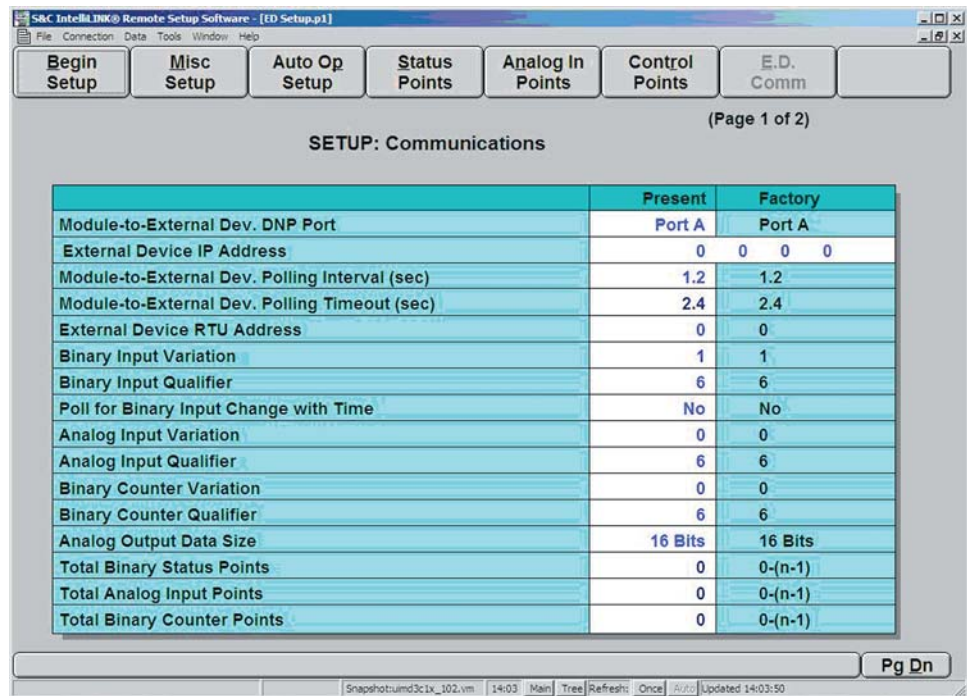 S&C IntelliLINK® Remote Setup Software - [ED Setup.p1]
File Connection Data Tools Window Help
Begin Setup Misc Setup Auto Op Setup Status Points Analog In Points Control Points E.D. Comm
(Page 1 of 2)
SETUP: Communications
Present Factory
Module-to-External Dev. DNP Port Port A Port A
External Device IP Address 0 0 0 0
Module-to-External Dev. Polling Interval (sec) 1.2 1.2
Module-to-External Dev. Polling Timeout (sec) 2.4 2.4
External Device RTU Address 0 0
Binary Input Variation 1 1
Binary Input Qualifier 6 6
Poll for Binary Input Change with Time No No
Analog Input Variation 0 0
Analog Input Qualifier 6 6
Binary Counter Variation 0 0
Binary Counter Qualifier 6 6
Analog Output Data Size 16 Bits 16 Bits
Total Binary Status Points 0 0-(n-1)
Total Analog Input Points 0 0-(n-1)
Total Binary Counter Points 0 0-(n-1)
Pg Dn
Snapshot:uimd3c1x_102.vm 14:03 Main Tree Refresh: Once Auto Updated 14:03:50